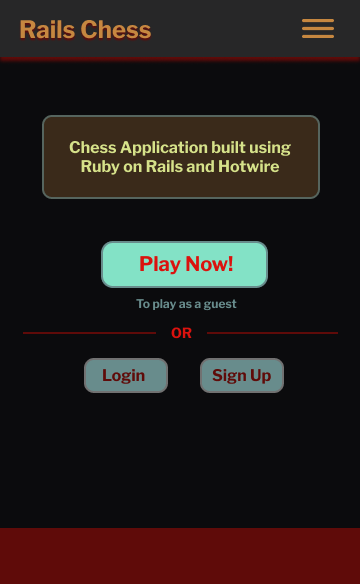 Rails Chess
Chess Application built using
Ruby on Rails and Hotwire
Play Now!
To play as a guest
OR
Login
Sign Up